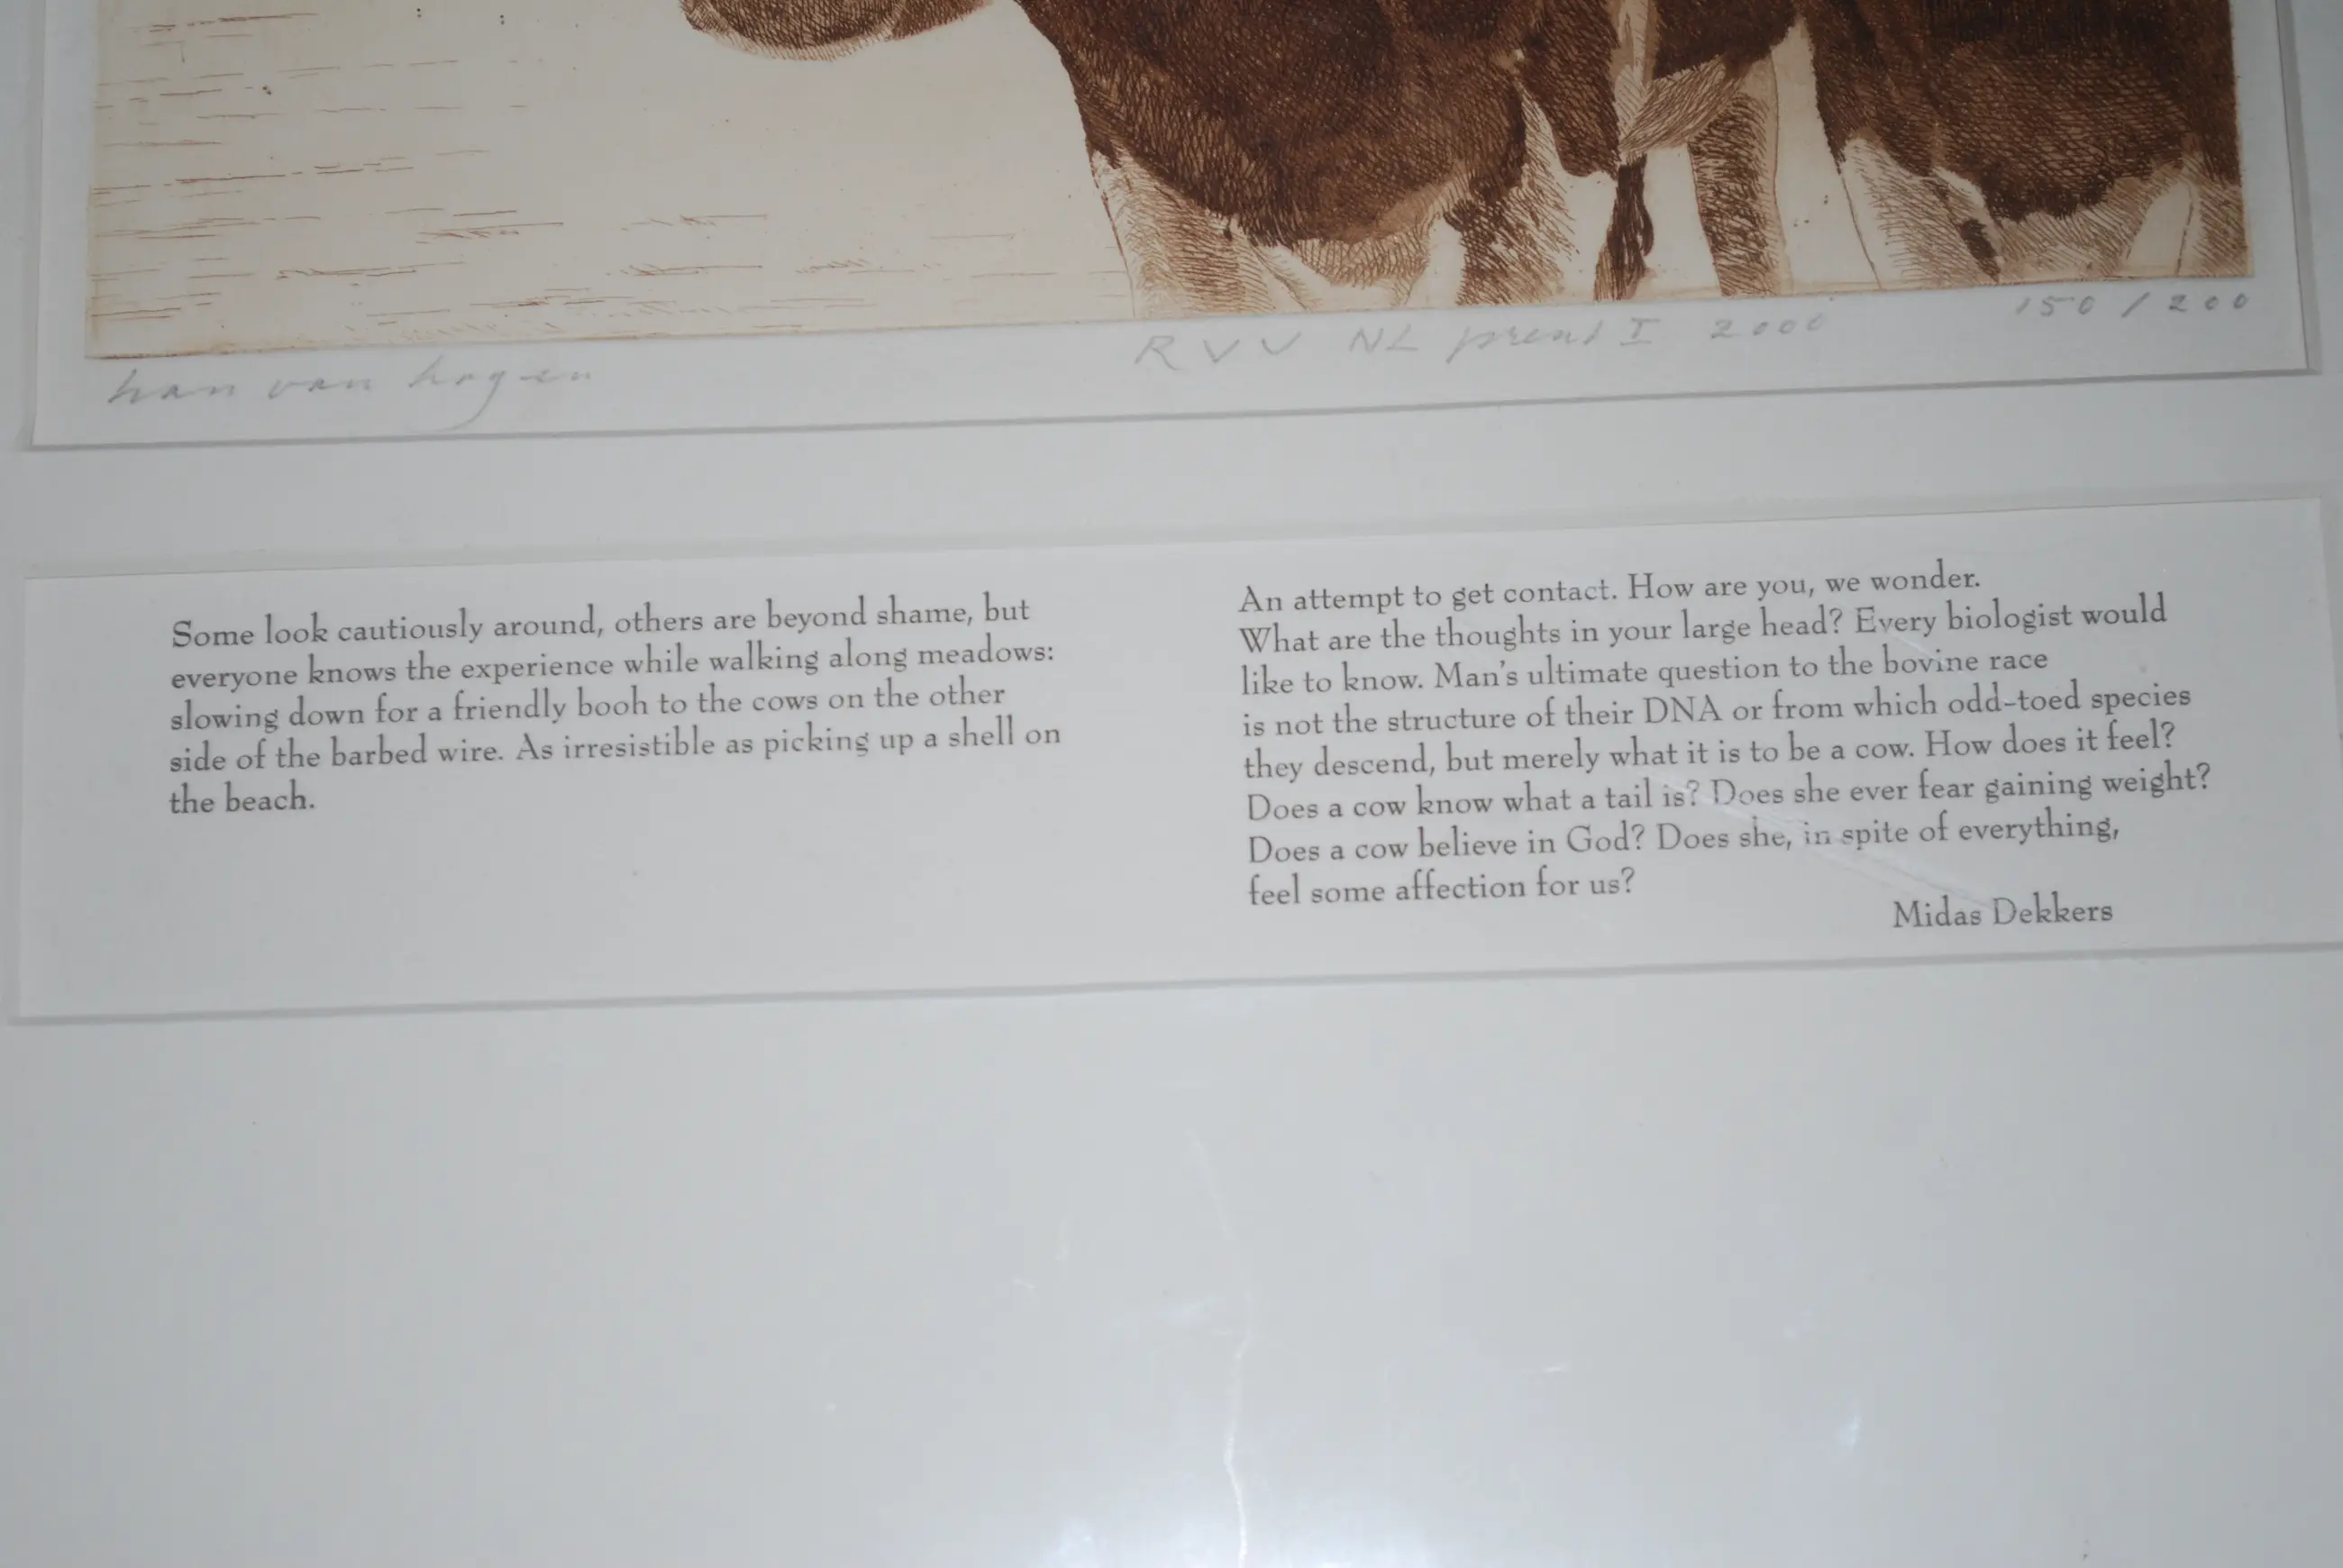 han van hagen
RVV NL prent I 2000
150/200
Some look cautiously around, others are beyond shame, but
everyone knows the experience while walking along meadows:
slowing down for a friendly booh to the cows on the other
side of the barbed wire. As irresistible as picking up a shell on
the beach.
An attempt to get contact. How are you, we wonder.
What are the thoughts in your large head? Every biologist would
like to know. Man's ultimate question to the bovine race
is not the structure of their DNA or from which odd-toed species
they descend, but merely what it is to be a cow. How does it feel?
Does a cow know what a tail is? Does she ever fear gaining weight?
Does a cow believe in God? Does she, in spite of everything,
feel some affection for us?
Midas Dekkers